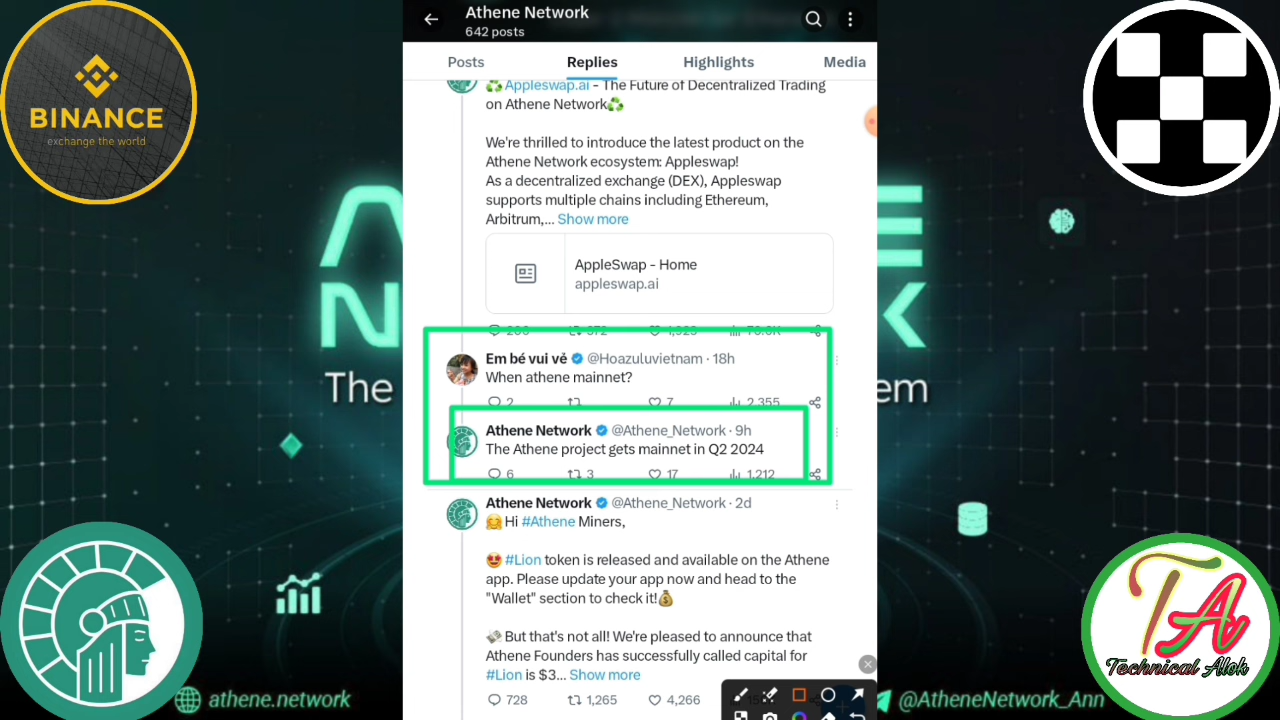 BINANCE
exchange the world
Athene Network
642 posts
Posts
Replies
Highlights
Media
♻️Appleswap.ai - The Future of Decentralized Trading
on Athene Network♻️
We're thrilled to introduce the latest product on the
Athene Network ecosystem: Appleswap!
As a decentralized exchange (DEX), Appleswap
supports multiple chains including Ethereum,
Arbitrum,... Show more
AppleSwap - Home
appleswap.ai
Em bé vui vẻ @Hoazuluvietnam · 18h
When athene mainnet?
2 7 2,355
Athene Network @Athene_Network · 9h
The Athene project gets mainnet in Q2 2024
6 3 17 1,212
Athene Network @Athene_Network · 2d
🤗Hi #Athene Miners,
😍#Lion token is released and available on the Athene
app. Please update your app now and head to the
"Wallet" section to check it!💰
💸But that's not all! We're pleased to announce that
Athene Founders has successfully called capital for
#Lion is $3... Show more
728 1,265 4,266
The
em
athene.network
@AtheneNetwork_Ann
TA
Technical Alok